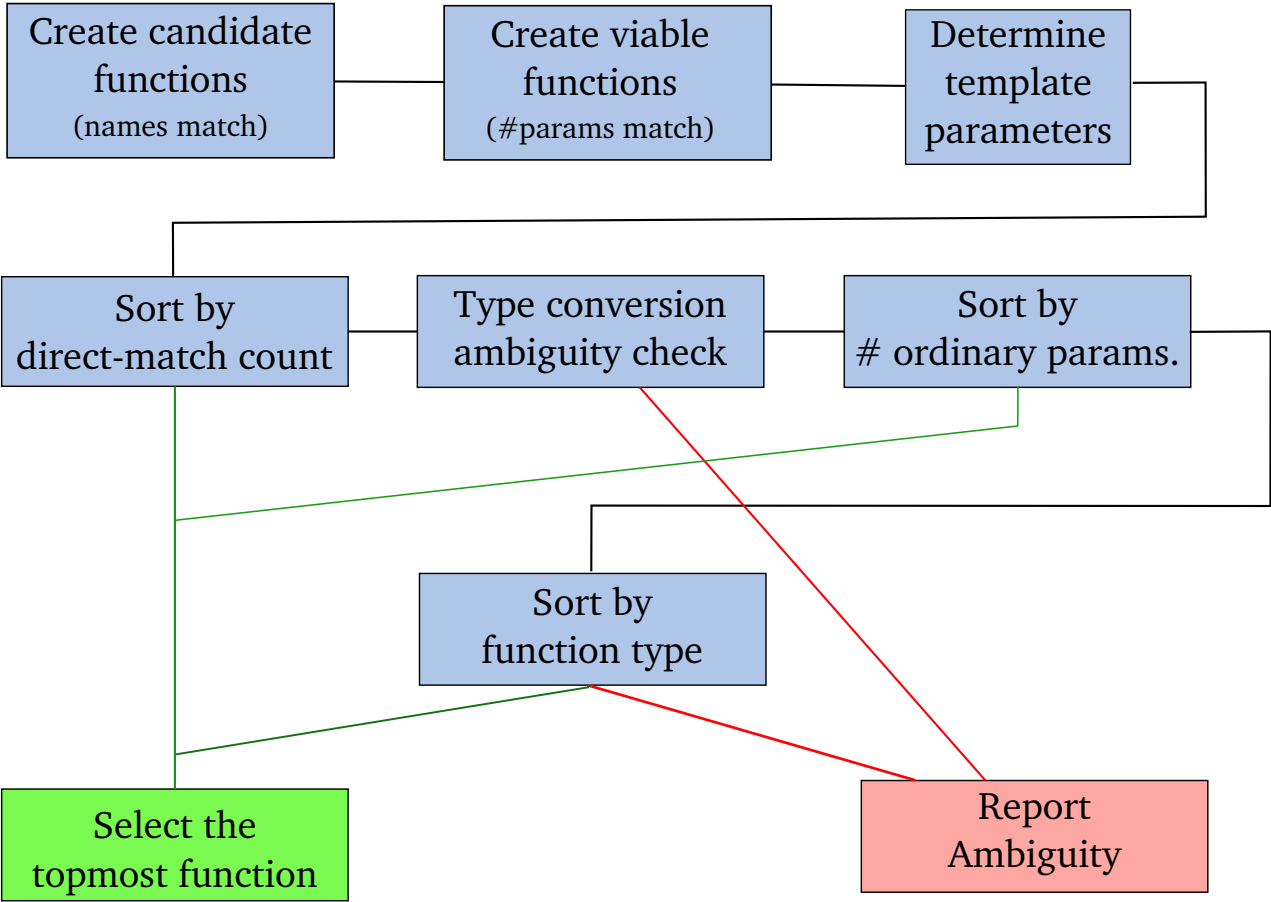 Create candidate
functions
(names match)
Create viable
functions
(#params match)
Determine
template
parameters
Sort by
direct-match count
Type conversion
ambiguity check
Sort by
# ordinary params.
Sort by
function type
Select the
topmost function
Report
Ambiguity